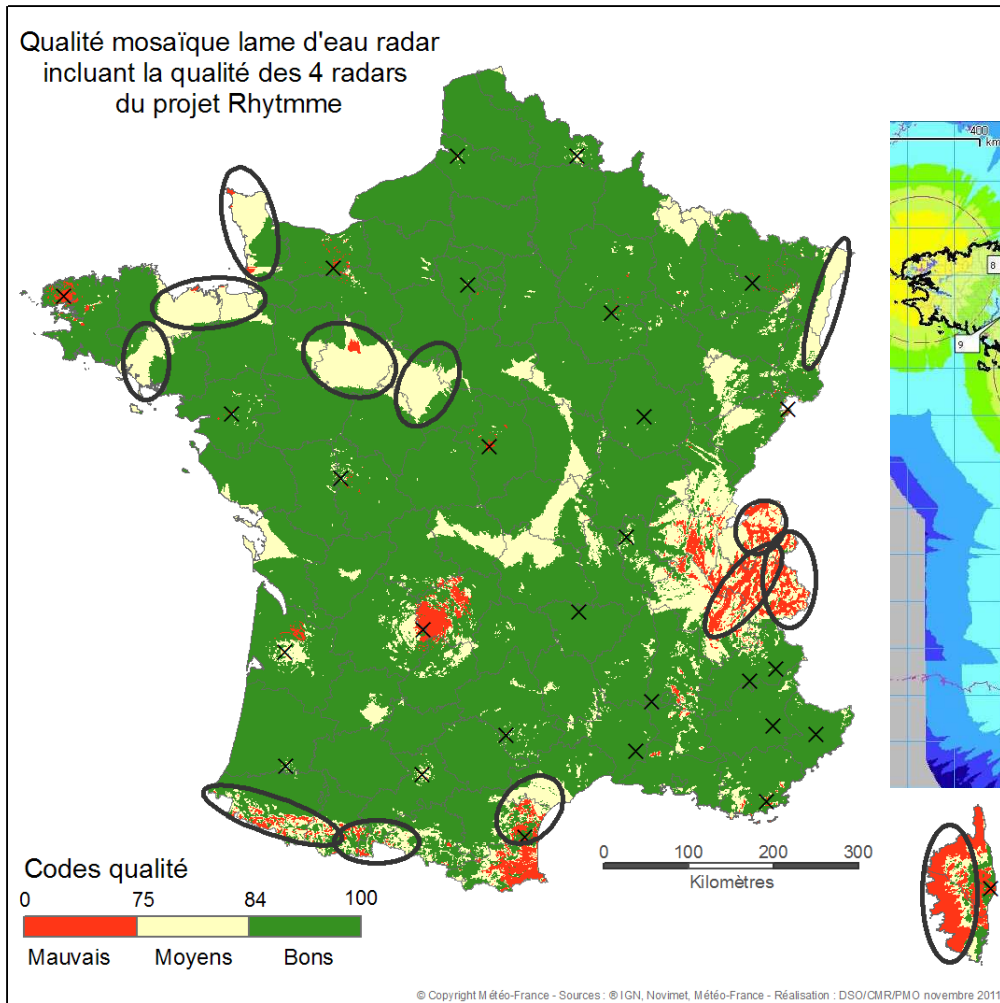 Qualité mosaïque lame d'eau radar
incluant la qualité des 4 radars
du projet Rhytmme
400
km
8
9
0 100 200 300
Kilomètres
Codes qualité
0 75 84 100
Mauvais Moyens Bons
© Copyright Météo-France - Sources : ® IGN, Novimet, Météo-France - Réalisation : DSO/CMR/PMO novembre 2011